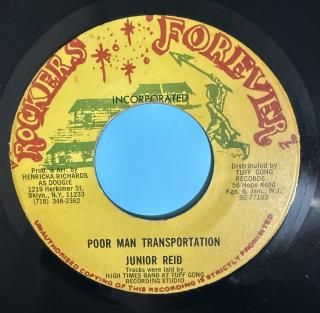 ROCKERS FOREVER
INCORPORATED
Prod. & Arr. by
HENRICKA RICHARDS
AS DOUGIE
1219 Herkimer St.
Bklyn., N.Y. 11233
(718) 346-2362
Distributed by
TUFF GONG
RECORDS
56 Hope Road
Kgn. 6, Jam., W.I.
92-77103
POOR MAN TRANSPORTATION
JUNIOR REID
Tracks were laid by
HIGH TIMES BAND AT TUFF GONG
RECORDING STUDIO
UNAUTHORISED COPYING OF THIS DISC IS STRICTLY PROHIBITED